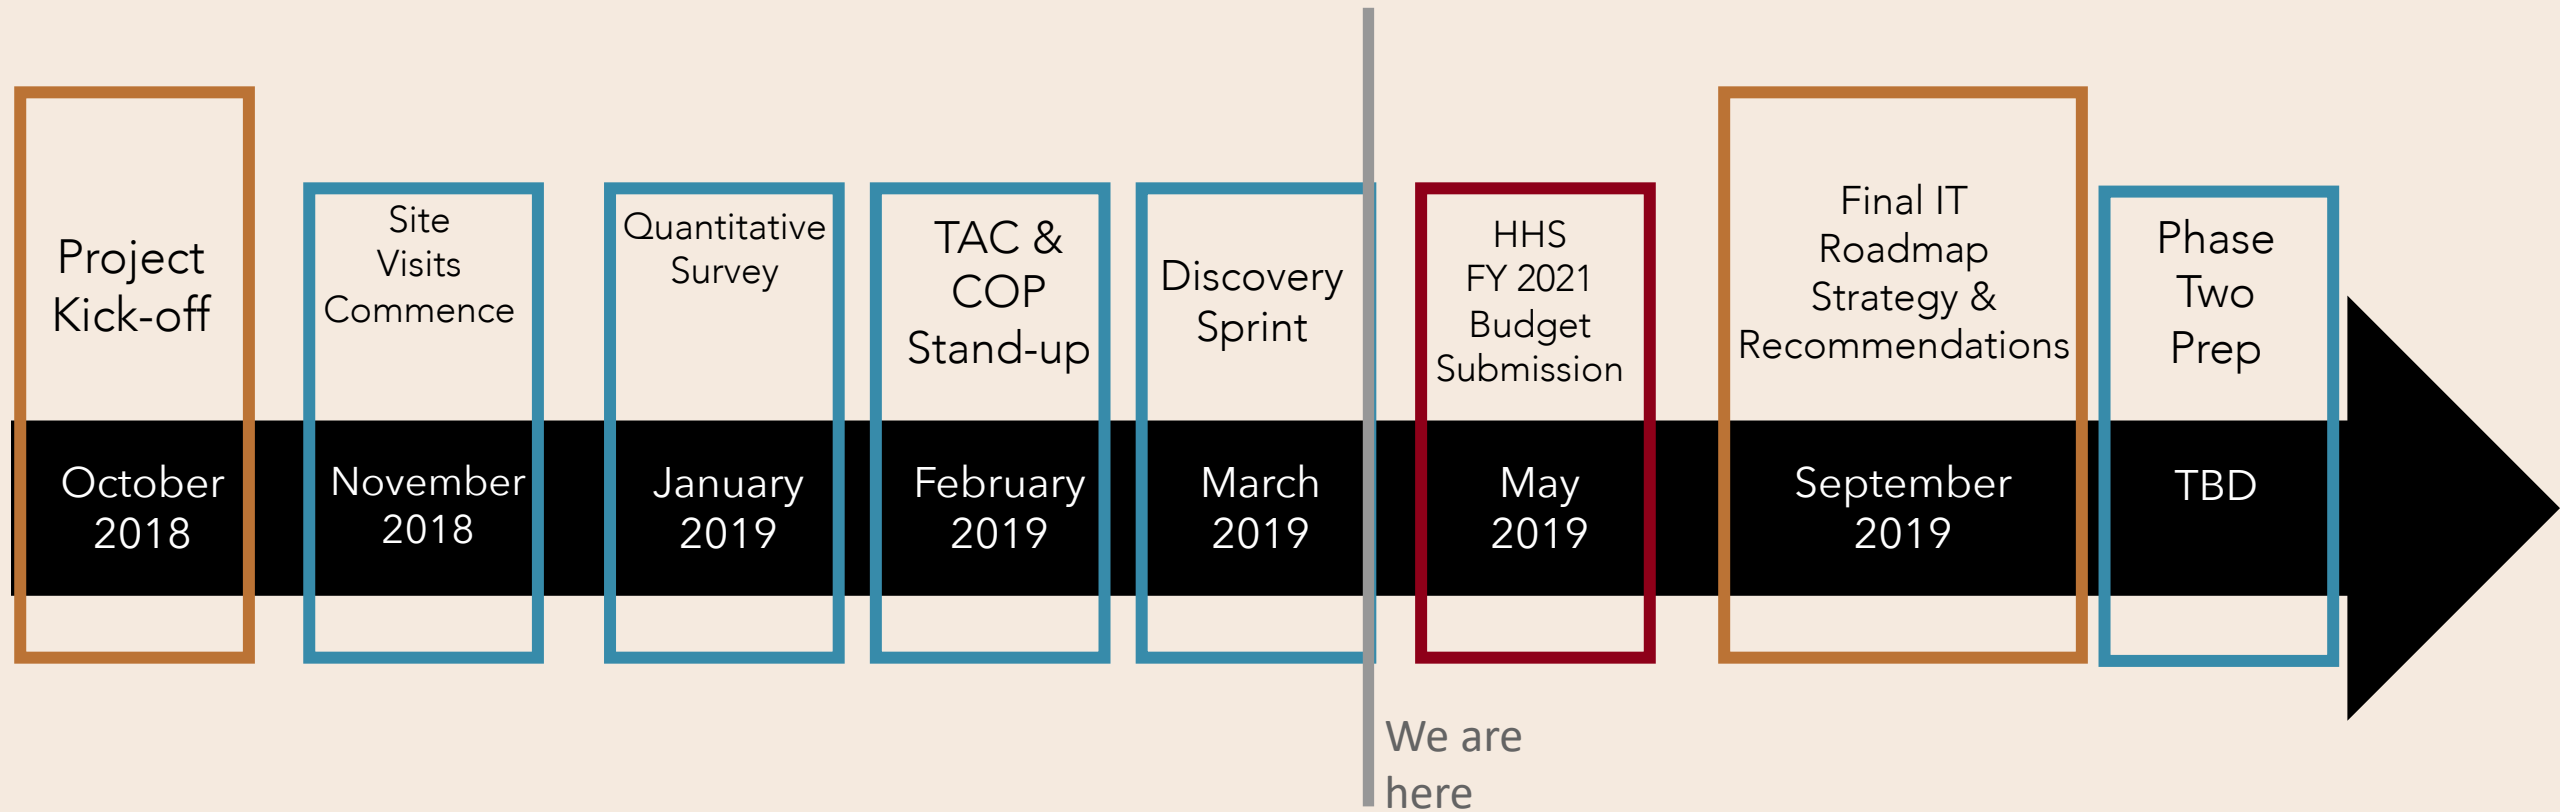 Project
Kick-off
October
2018
Site
Visits
Commence
November
2018
Quantitative
Survey
January
2019
TAC &
COP
Stand-up
February
2019
Discovery
Sprint
March
2019
HHS
FY 2021
Budget
Submission
May
2019
Final IT
Roadmap
Strategy &
Recommendations
September
2019
Phase
Two
Prep
TBD
We are
here